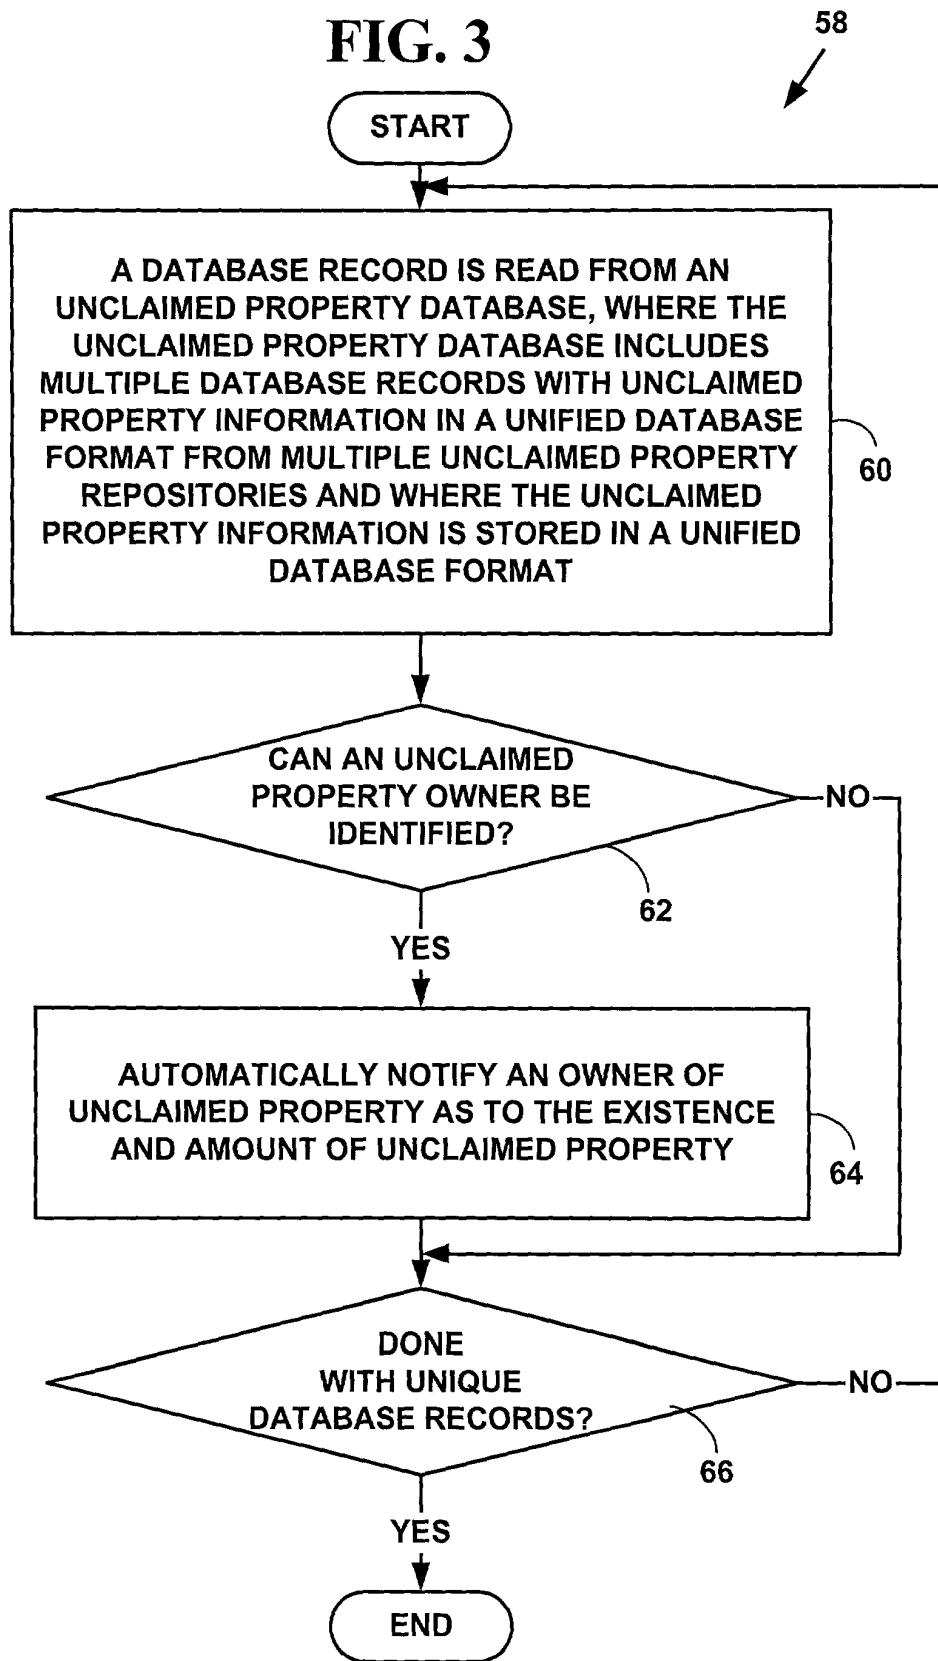 FIG. 3
58
START
A DATABASE RECORD IS READ FROM AN
UNCLAIMED PROPERTY DATABASE, WHERE THE
UNCLAIMED PROPERTY DATABASE INCLUDES
MULTIPLE DATABASE RECORDS WITH UNCLAIMED
PROPERTY INFORMATION IN A UNIFIED DATABASE
FORMAT FROM MULTIPLE UNCLAIMED PROPERTY
REPOSITORIES AND WHERE THE UNCLAIMED
PROPERTY INFORMATION IS STORED IN A UNIFIED
DATABASE FORMAT
60
CAN AN UNCLAIMED
PROPERTY OWNER BE
IDENTIFIED?
NO
62
YES
AUTOMATICALLY NOTIFY AN OWNER OF
UNCLAIMED PROPERTY AS TO THE EXISTENCE
AND AMOUNT OF UNCLAIMED PROPERTY
64
DONE
WITH UNIQUE
DATABASE RECORDS?
NO
66
YES
END